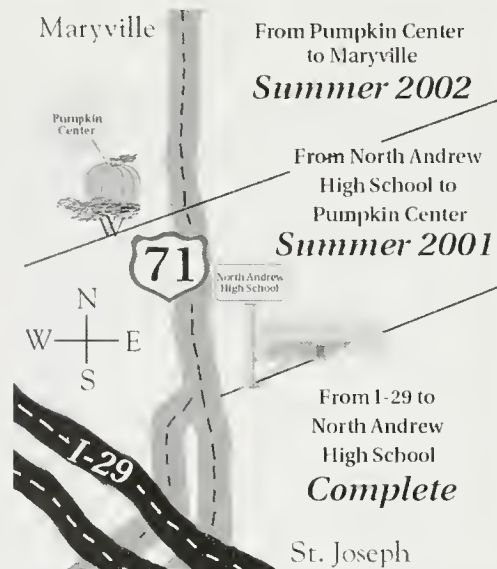 Maryville
From Pumpkin Center
to Maryville
Summer 2002
Pumpkin
Center
From North Andrew
High School to
Pumpkin Center
Summer 2001
71
North Andrew
High School
N
W E
S
From I-29 to
North Andrew
High School
Complete
I-29
St. Joseph